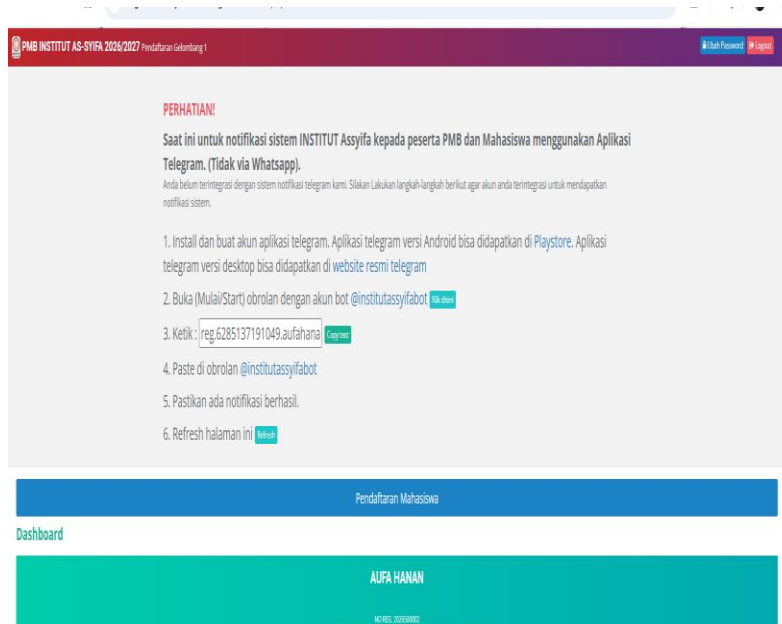 PMB INSTITUT AS-SYIFA 2026/2027 Pendaftaran Gelombang 1
Ubah Password Logout
PERHATIAN!
Saat ini untuk notifikasi sistem INSTITUT Assyifa kepada peserta PMB dan Mahasiswa menggunakan Aplikasi
Telegram. (Tidak via Whatsapp).
Anda belum terintegrasi dengan sistem notifikasi telegram kami. Silakan Lakukan langkah-langkah berikut agar akun anda terintegrasi untuk mendapatkan
notifikasi sistem.
1. Install dan buat akun aplikasi telegram. Aplikasi telegram versi Android bisa didapatkan di Playstore. Aplikasi
telegram versi desktop bisa didapatkan di website resmi telegram
2. Buka (Mulai/Start) obrolan dengan akun bot @institutassyifabot Klik disini
3. Ketik : reg.6285137191049.aufahana Copy text
4. Paste di obrolan @institutassyifabot
5. Pastikan ada notifikasi berhasil.
6. Refresh halaman ini Refresh
Pendaftaran Mahasiswa
Dashboard
AUFA HANAN
NO REG. 2026500002